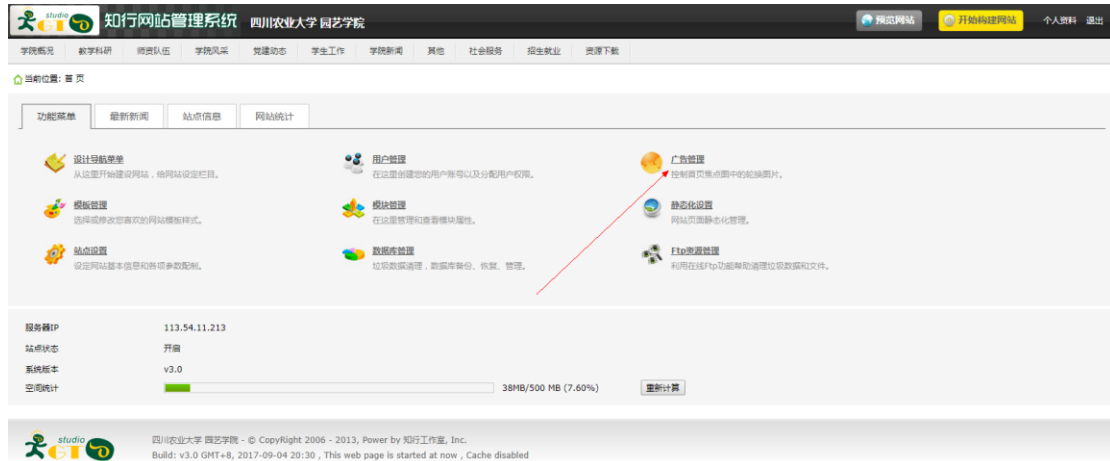 studio GTO 知行网站管理系统 四川农业大学 园艺学院 预览网站 开始构建网站 个人资料 退出
学院概况 教学科研 师资队伍 学院风采 党建动态 学生工作 学院新闻 其他 社会服务 招生就业 资源下载
当前位置: 首 页
功能菜单 最新新闻 站点信息 网站统计
设计导航菜单 用户管理 广告管理
从这里开始建设网站，给网站设定栏目。 在这里创建您的用户账号以及分配用户权限。 控制首页焦点图中的轮换图片。
模板管理 模块管理 静态化设置
选择或修改您喜欢的网站模板样式。 在这里管理和查看模块属性。 网站页面静态化管理。
站点设置 数据库管理 Ftp资源管理
设定网站基本信息和各项参数配制。 垃圾数据清理，数据库备份、恢复、管理。 利用在线Ftp功能帮助清理垃圾数据和文件。
服务器IP 113.54.11.213
站点状态 开启
系统版本 v3.0
空间统计 38MB/500 MB (7.60%) 重新计算
studio GTO 四川农业大学 园艺学院 - © CopyRight 2006 - 2013, Power by 知行工作室, Inc.
Build: v3.0 GMT+8, 2017-09-04 20:30 , This web page is started at now , Cache disabled